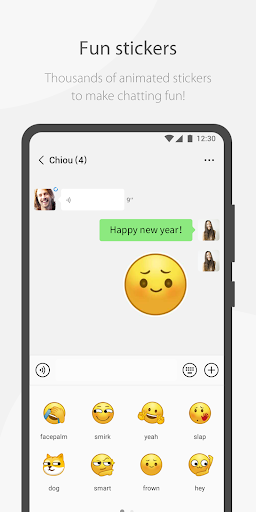 Fun stickers
Thousands of animated stickers
to make chatting fun!
12:30
Chiou (4)
9"
Happy new year!
facepalm smirk yeah slap
dog smart frown hey